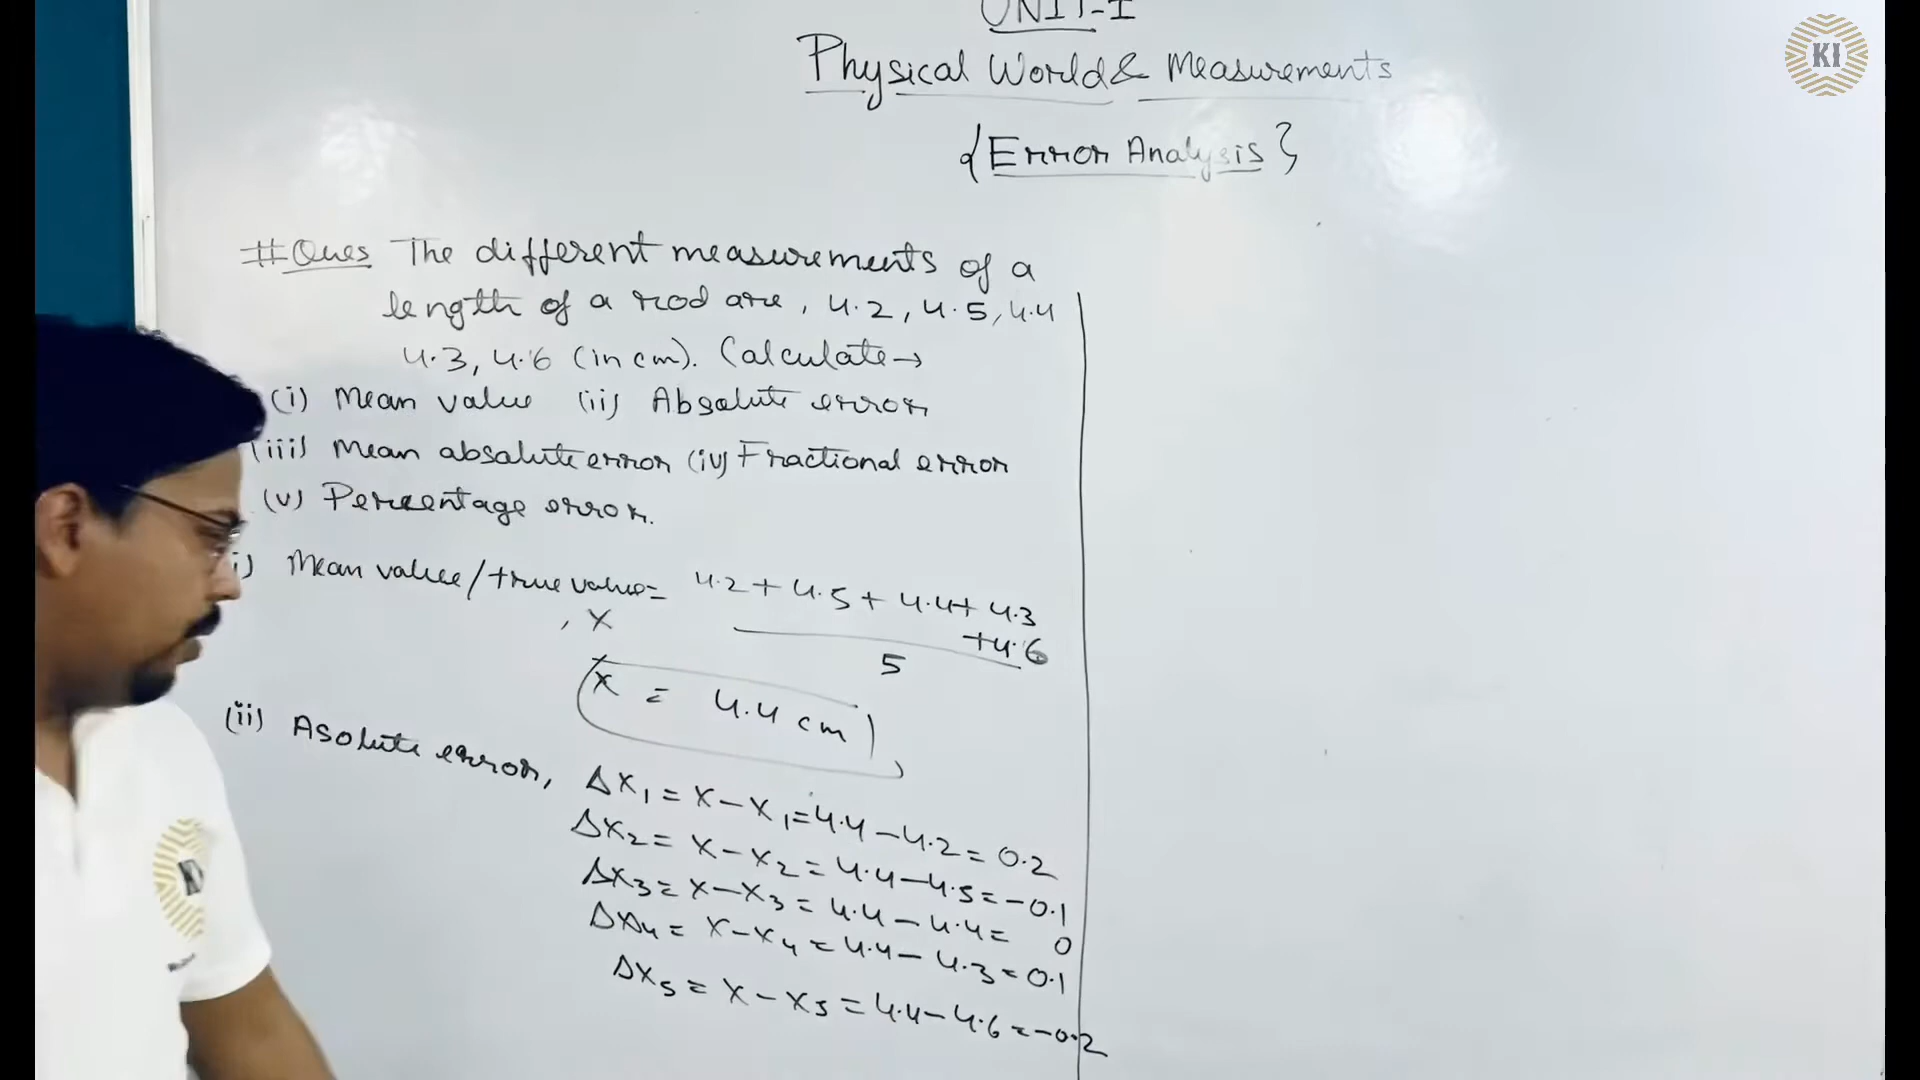 UNIT-I
KI
Physical World & Measurements
{Error Analysis}
#Ques The different measurements of a
length of a rod are, 4.2, 4.5, 4.4
4.3, 4.6 (in cm). Calculate→
(i) Mean value (ii) Absolute error
(iii) Mean absolute error (iv) Fractional error
(v) Percentage error.
i) Mean value/true value = 4.2 + 4.5 + 4.4 + 4.3
, X +4.6
5
x = 4.4 cm
(ii) Asolute error, Δx₁ = x - x₁ = 4.4 - 4.2 = 0.2
Δx₂ = x - x₂ = 4.4 - 4.5 = -0.1
Δx₃ = x - x₃ = 4.4 - 4.4 = 0
Δx₄ = x - x₄ = 4.4 - 4.3 = 0.1
Δx₅ = x - x₅ = 4.4 - 4.6 = -0.2